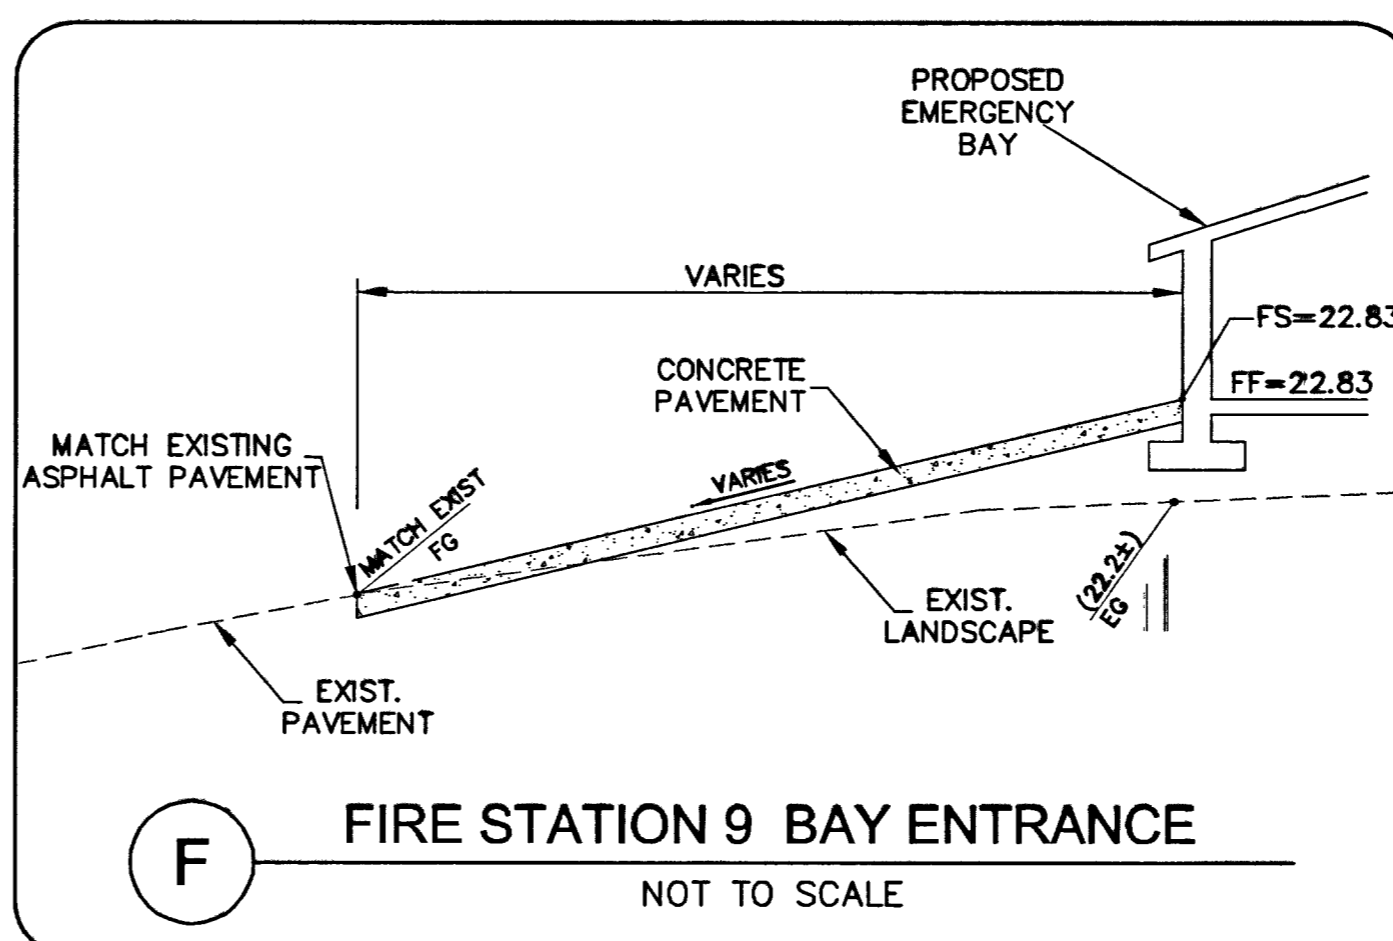 PROPOSED
EMERGENCY
BAY
VARIES
FS=22.83
FF=22.83
CONCRETE
PAVEMENT
MATCH EXISTING
ASPHALT PAVEMENT
VARIES
MATCH EXIST
FG
(22.2±)
EG
EXIST.
LANDSCAPE
EXIST.
PAVEMENT
F
FIRE STATION 9 BAY ENTRANCE
NOT TO SCALE